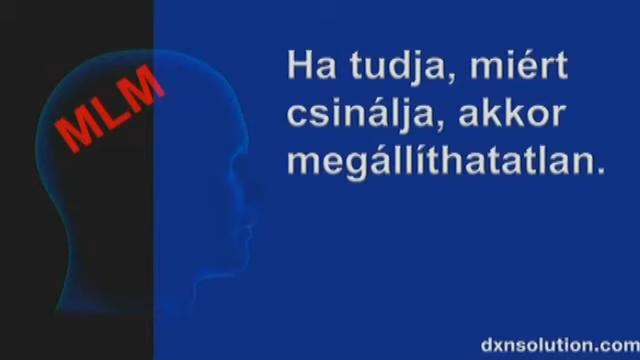 MLM
Ha tudja, miért
csinálja, akkor
megállíthatatlan.
dxnsolution.com